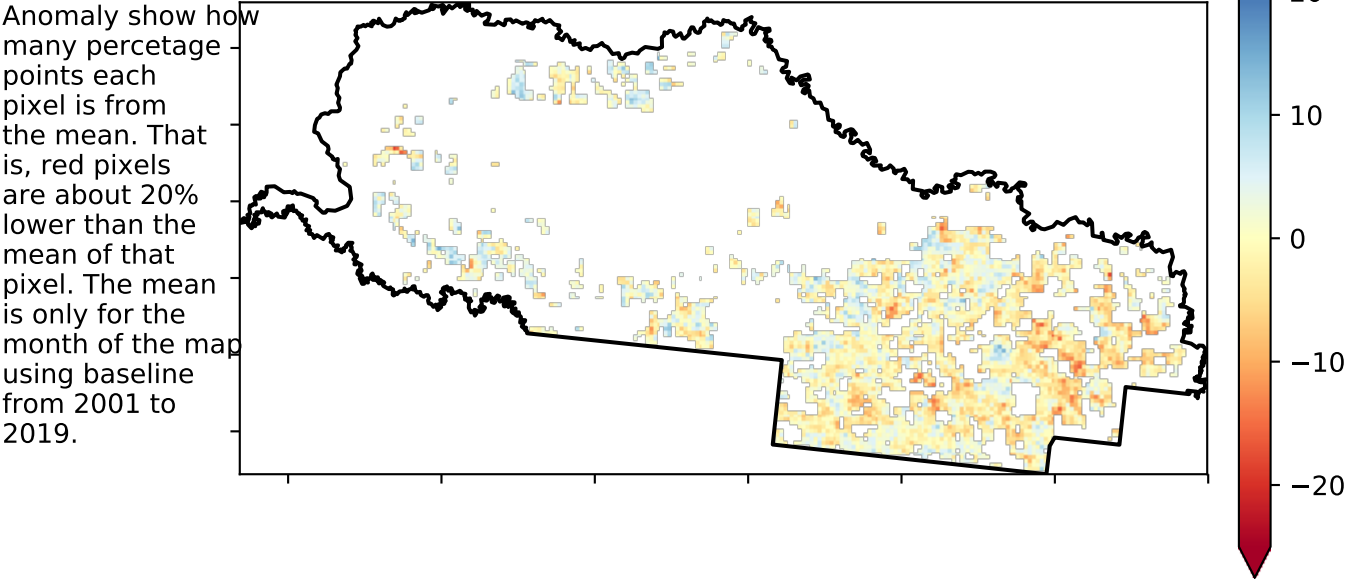 Anomaly show how
many percetage
points each
pixel is from
the mean. That
is, red pixels
are about 20%
lower than the
mean of that
pixel. The mean
is only for the
month of the map
using baseline
from 2001 to
2019.
10
0
−10
−20